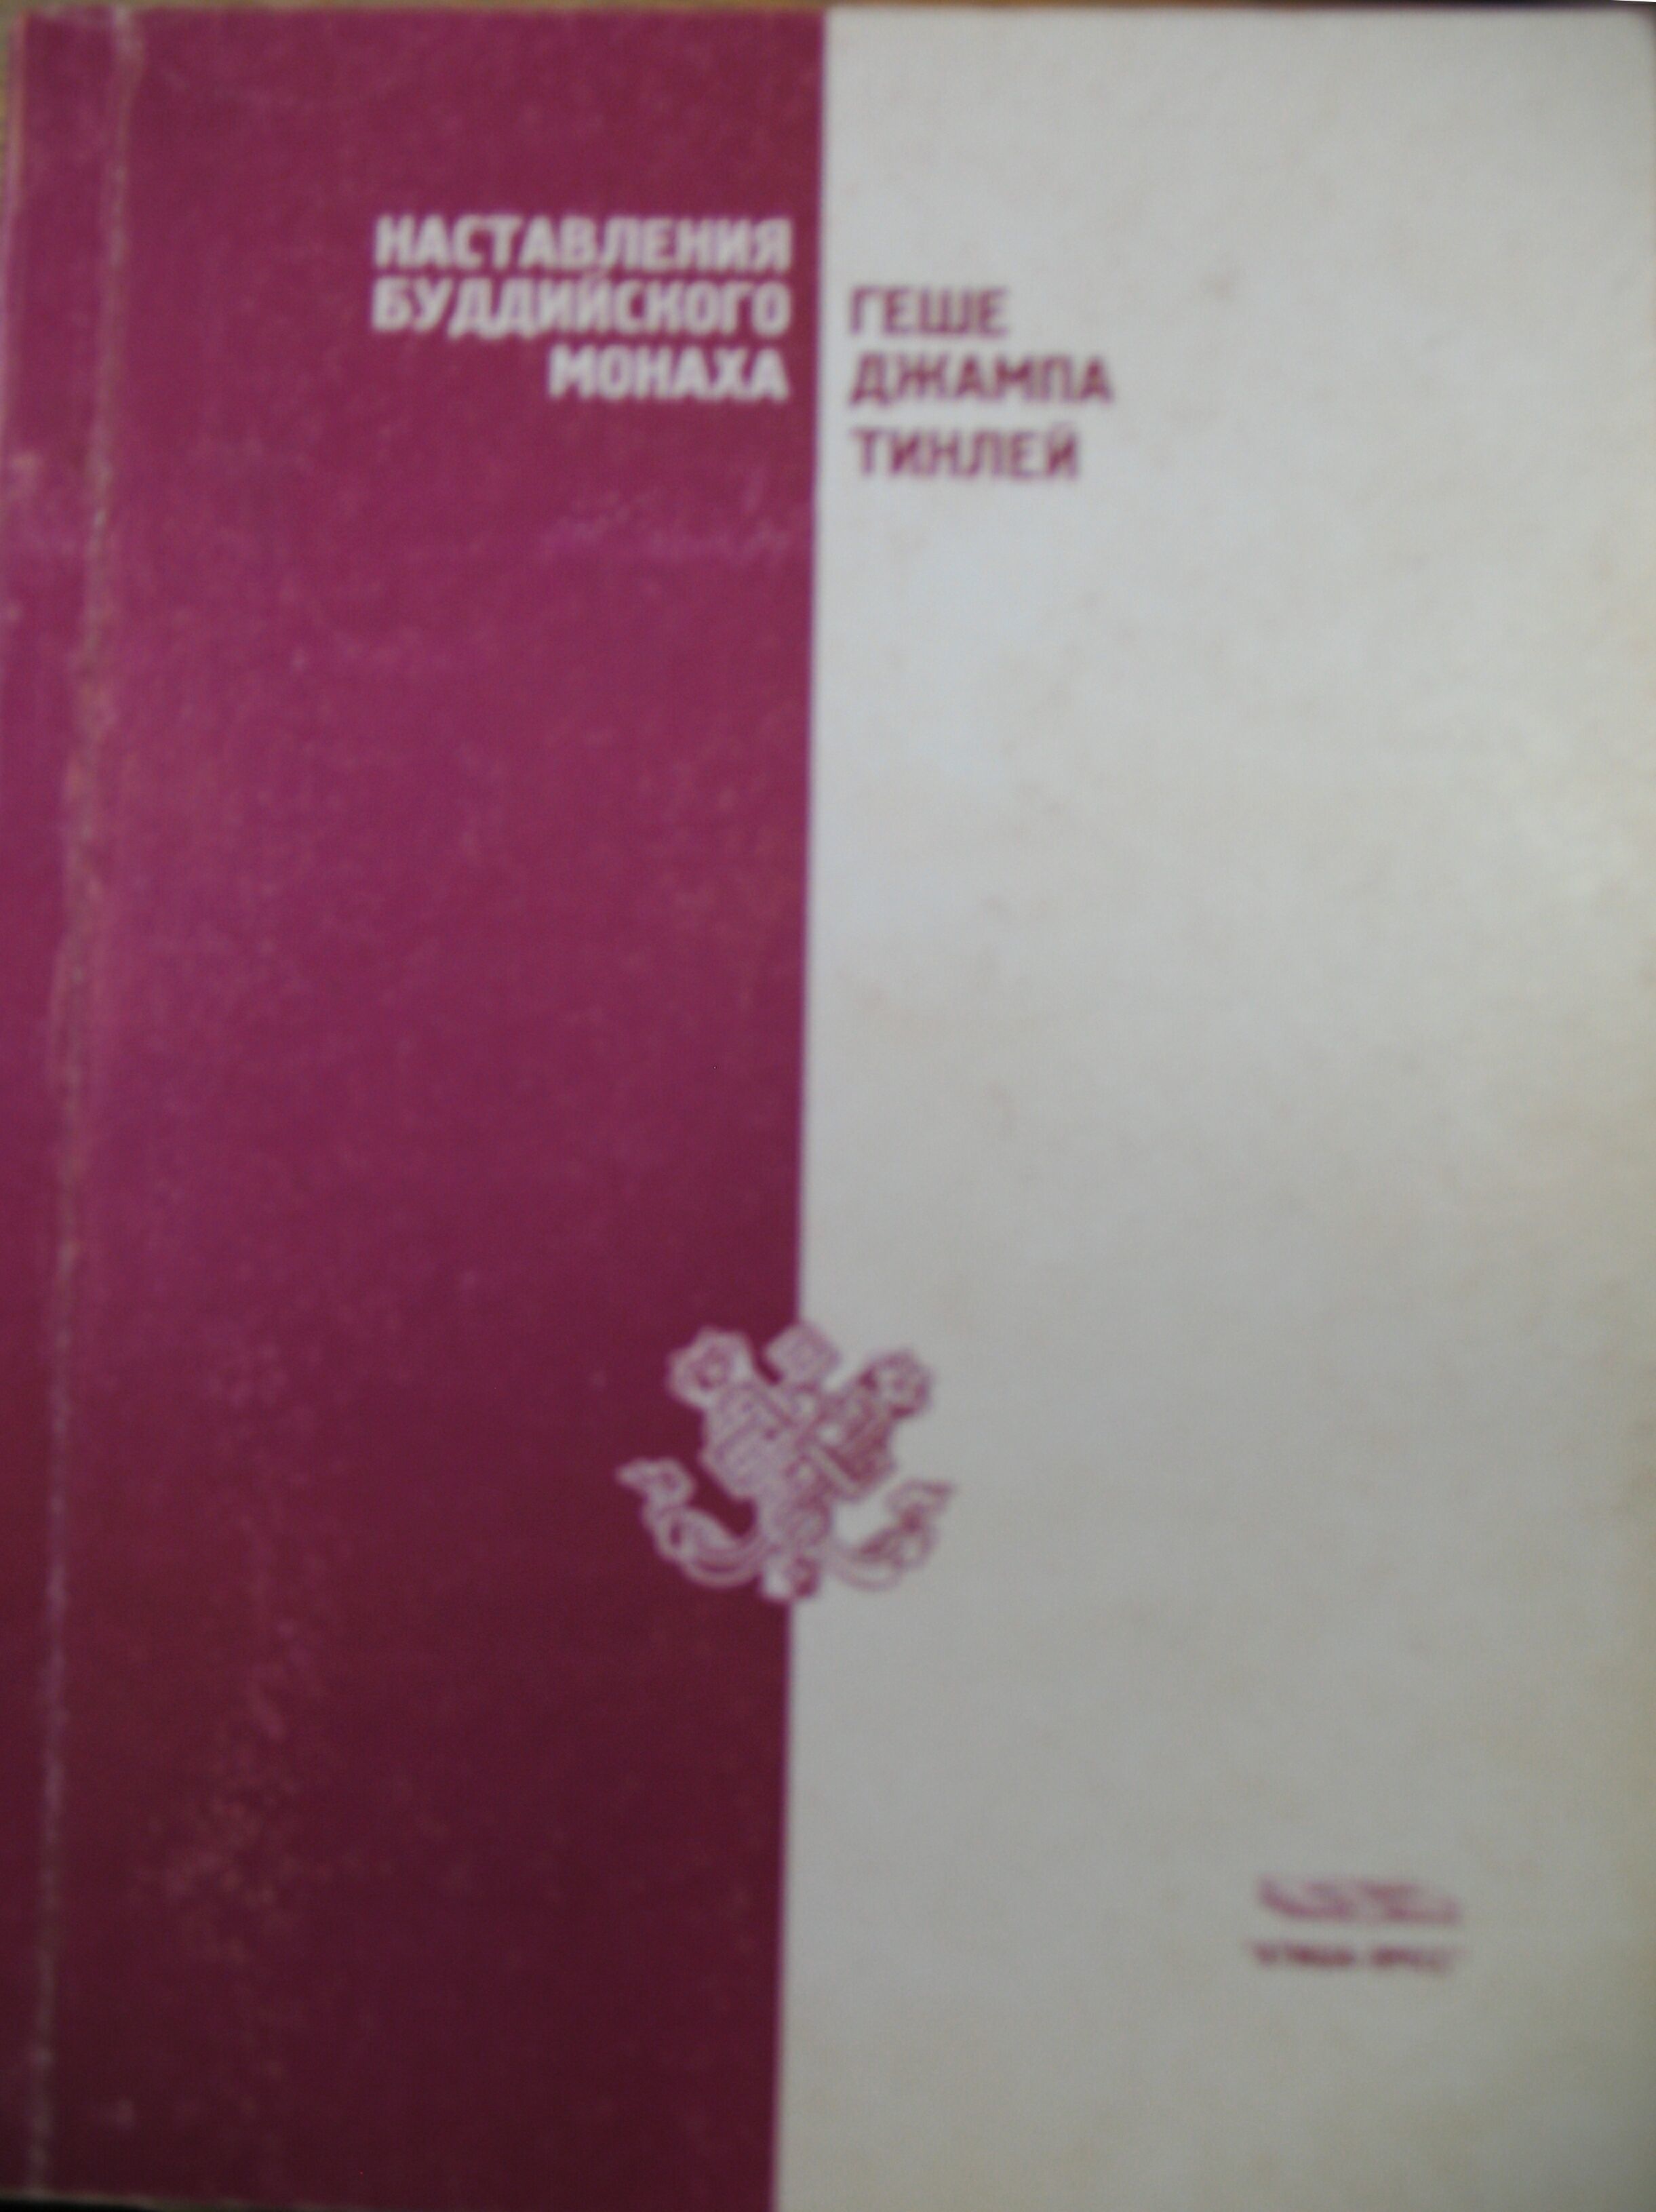 НАСТАВЛЕНИЯ
БУДДИЙСКОГО
МОНАХА
ГЕШЕ
ДЖАМПА
ТИНЛЕЙ